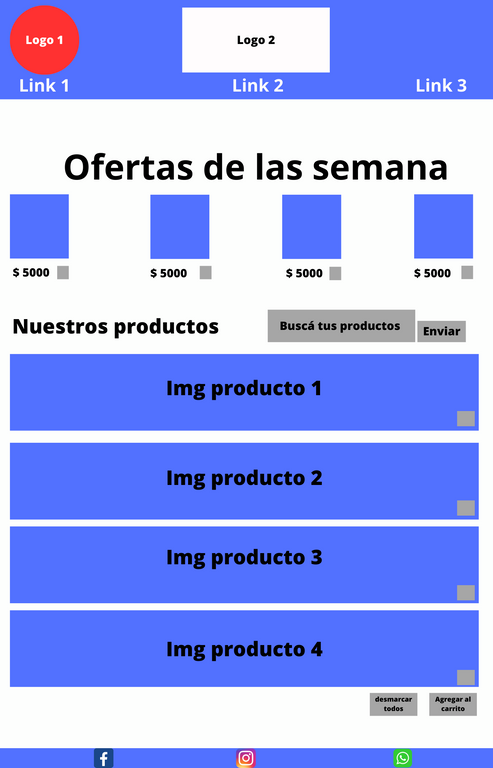 Logo 1
Logo 2
Link 1
Link 2
Link 3
Ofertas de las semana
$ 5000
$ 5000
$ 5000
$ 5000
Nuestros productos
Buscá tus productos
Enviar
Img producto 1
Img producto 2
Img producto 3
Img producto 4
desmarcar
todos
Agregar al
carrito